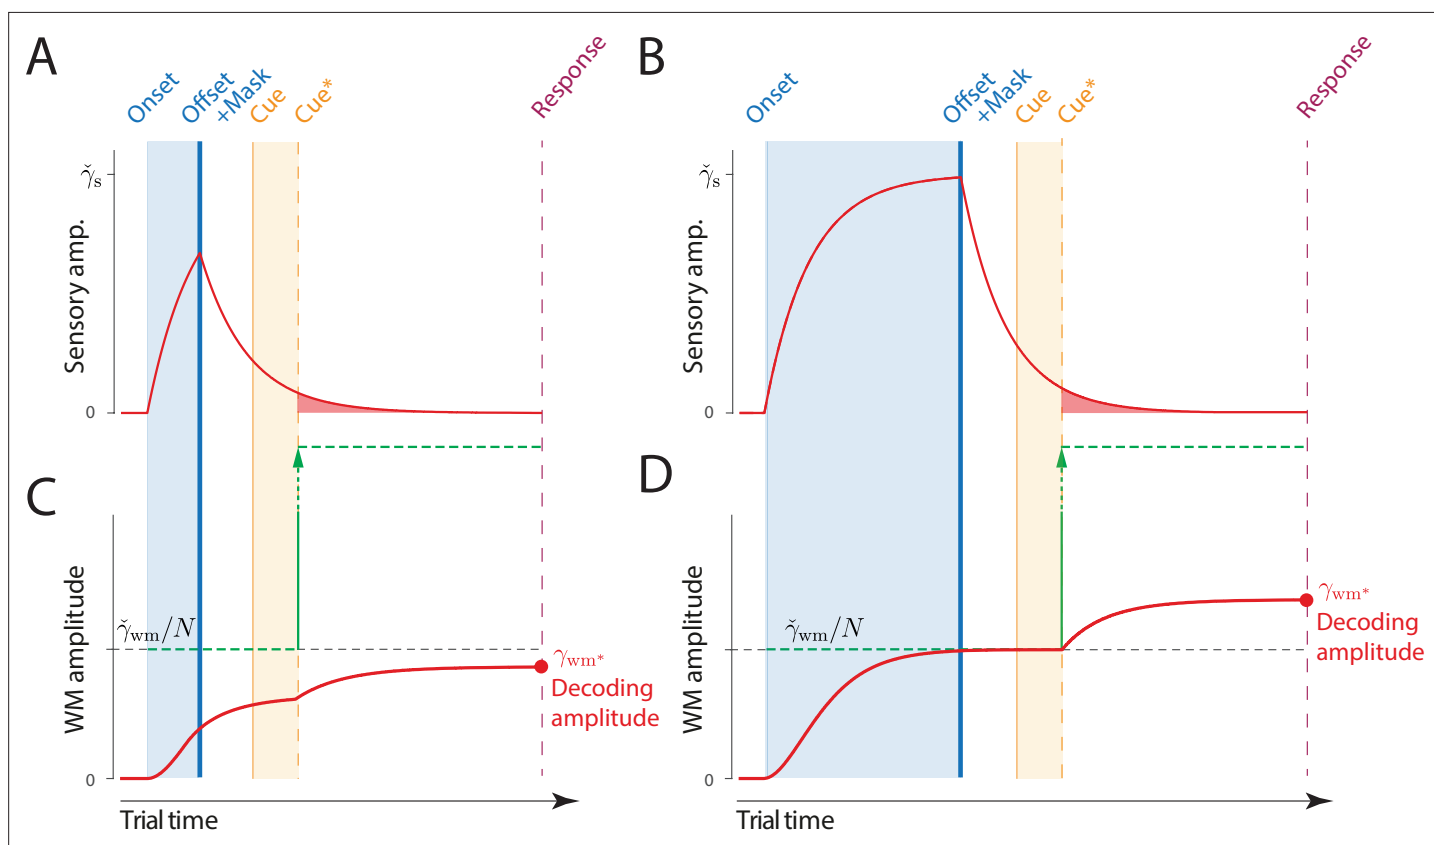 A
Onset
Offset
+Mask
Cue
Cue*
Response
γ̌s
Sensory amp.
0
B
Onset
Offset
+Mask
Cue
Cue*
Response
γ̌s
Sensory amp.
0
C
WM amplitude
γ̌wm/N
γwm*
Decoding
amplitude
0
Trial time
D
WM amplitude
γ̌wm/N
γwm*
Decoding
amplitude
0
Trial time